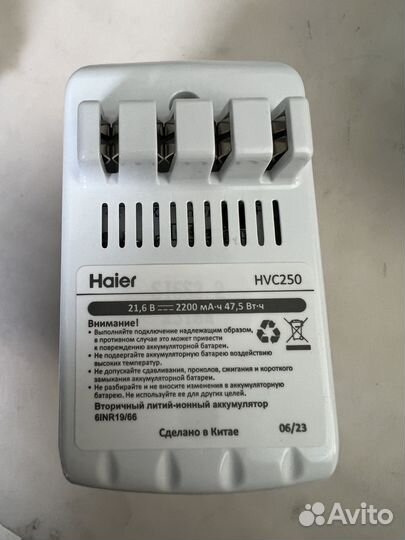 Haier HVC250
21,6 В 2200 мА·ч 47,5 Вт·ч
Внимание!
• Выполняйте подключение надлежащим образом,
в противном случае это может привести
к повреждению аккумуляторной батареи.
• Не подвергайте аккумуляторную батарею воздействию
высоких температур.
• Не допускайте сдавливания, проколов, сжигания и короткого
замыкания аккумуляторной батареи.
• Не разбирайте и не вносите изменения в аккумуляторную
батарею. Не используйте ее для других целей.
Вторичный литий-ионный аккумулятор
6INR19/66
Сделано в Китае 06/23
Avito